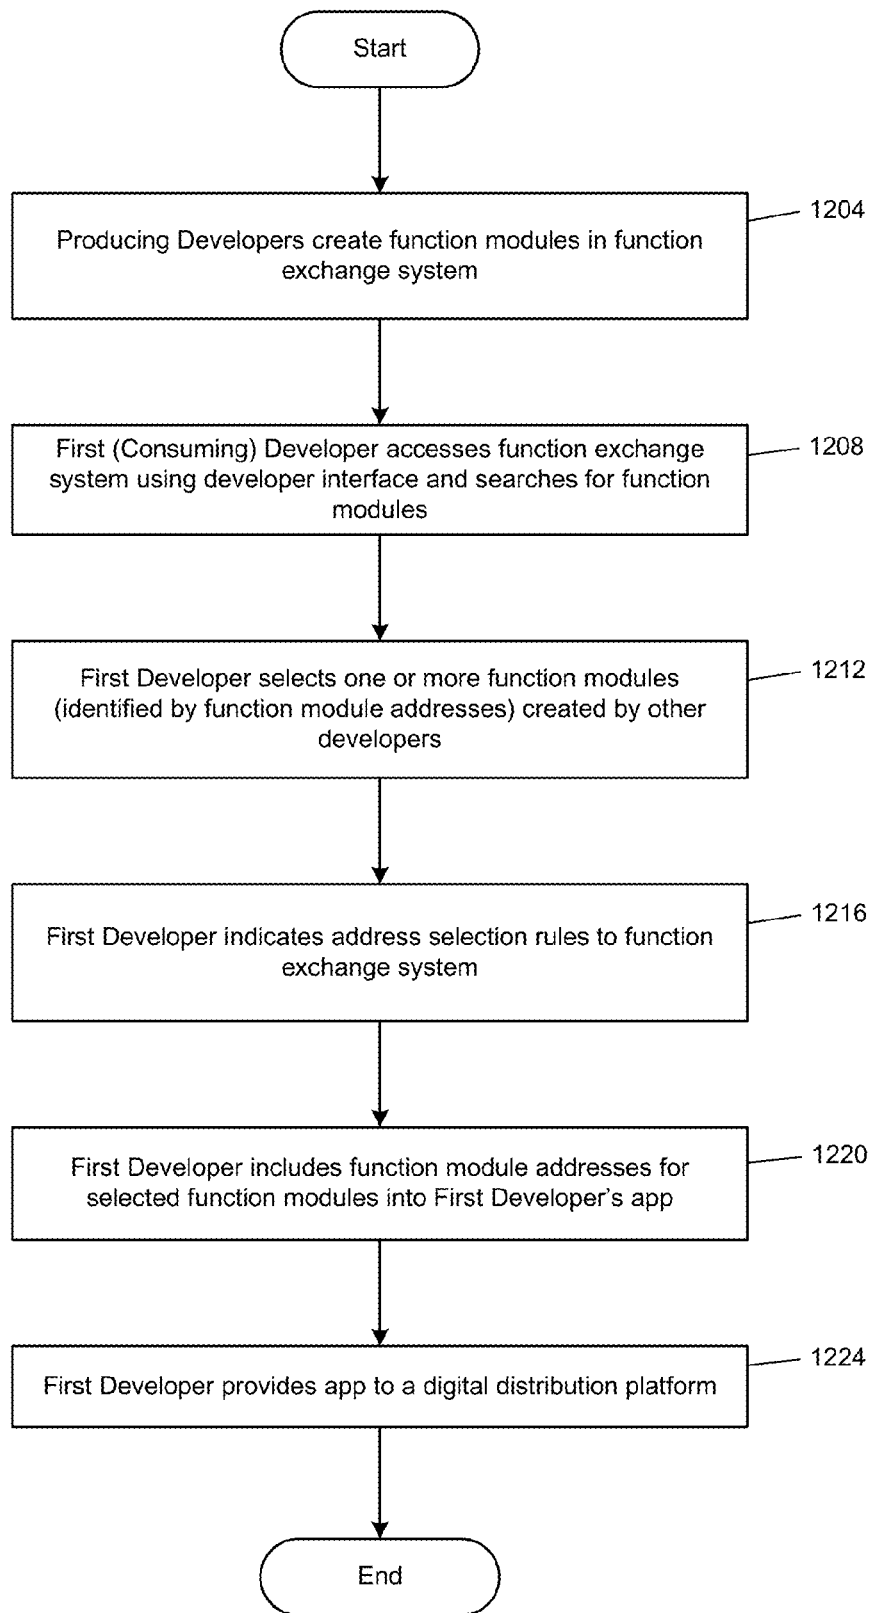 Start
Producing Developers create function modules in function
exchange system
1204
First (Consuming) Developer accesses function exchange
system using developer interface and searches for function
modules
1208
First Developer selects one or more function modules
(identified by function module addresses) created by other
developers
1212
First Developer indicates address selection rules to function
exchange system
1216
First Developer includes function module addresses for
selected function modules into First Developer’s app
1220
First Developer provides app to a digital distribution platform
1224
End